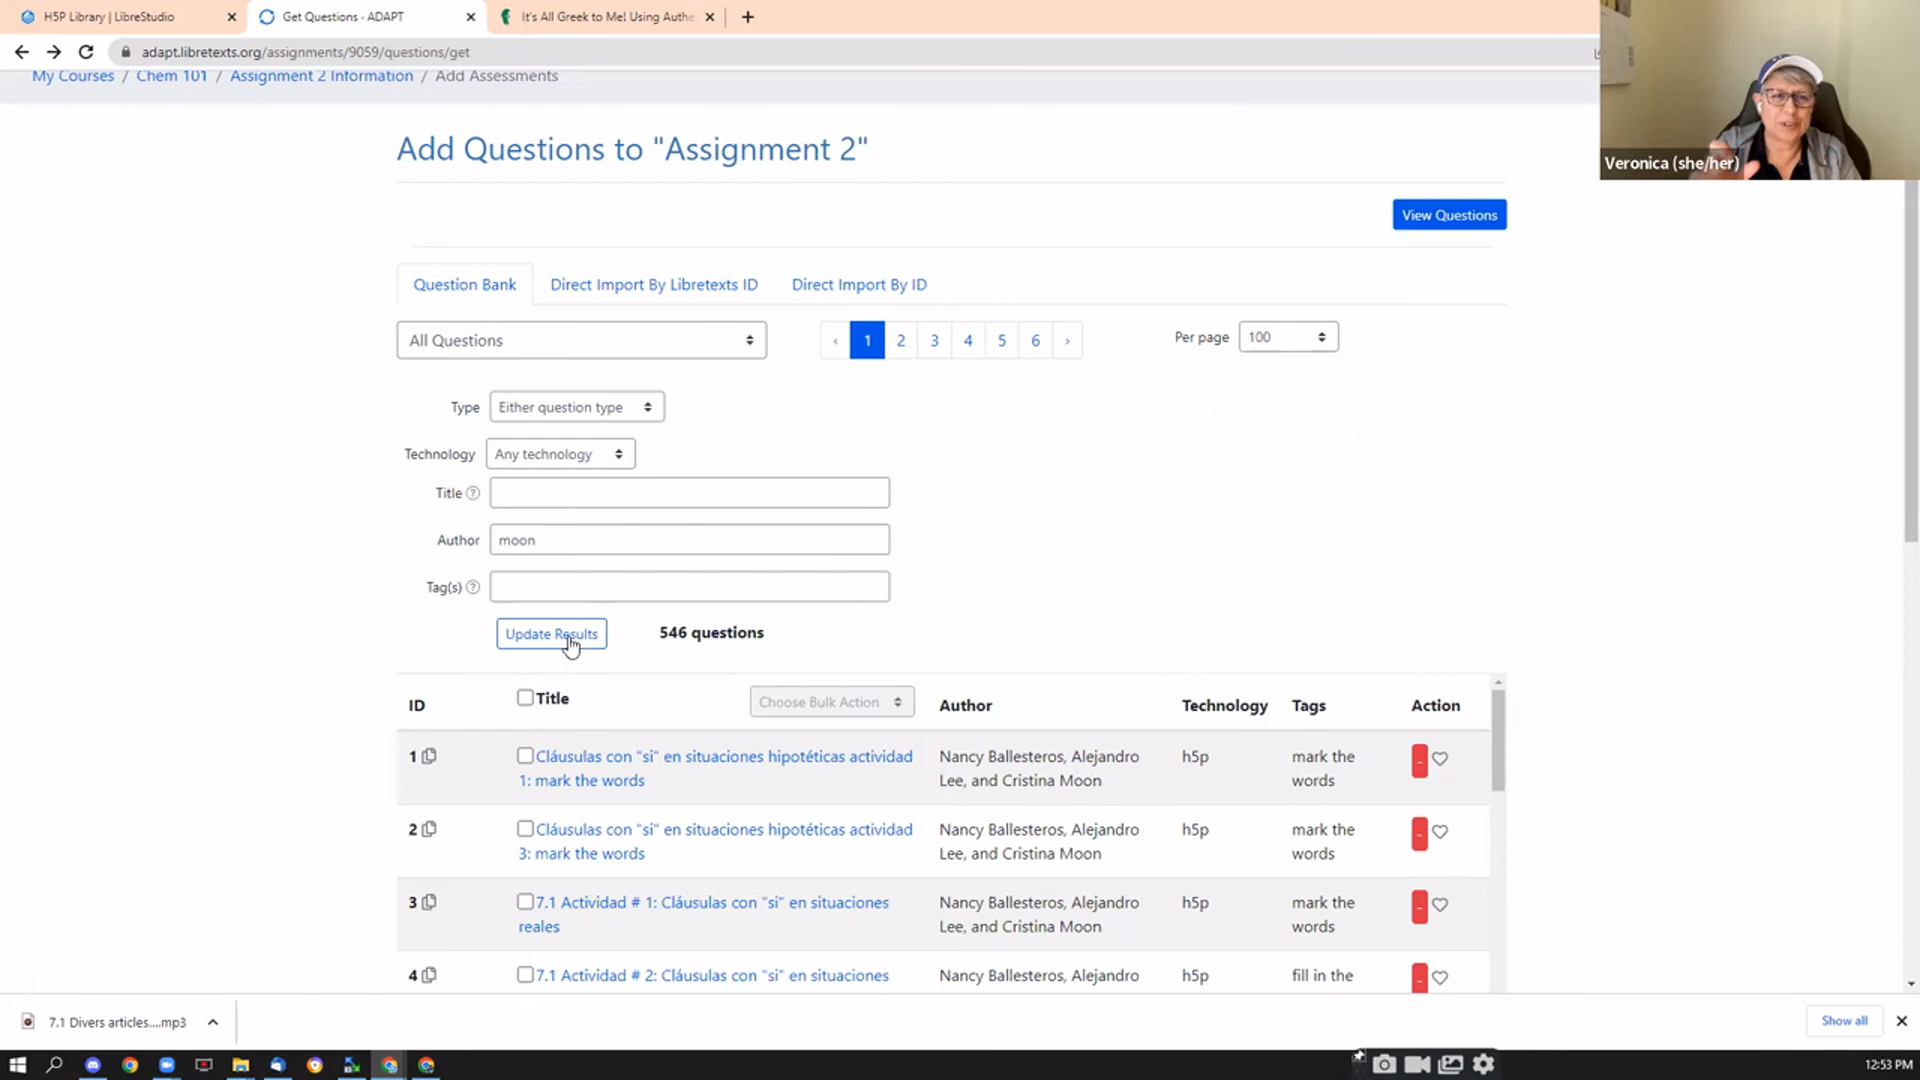 H5P Library | LibreStudio
Get Questions - ADAPT
It's All Greek to Me! Using Authe
adapt.libretexts.org/assignments/9059/questions/get
My Courses / Chem 101 / Assignment 2 Information / Add Assessments
Veronica (she/her)
Add Questions to "Assignment 2"
View Questions
Question Bank
Direct Import By Libretexts ID
Direct Import By ID
All Questions
‹ 1 2 3 4 5 6 ›
Per page 100
Type Either question type
Technology Any technology
Title
Author moon
Tag(s)
Update Results
546 questions
ID Title Choose Bulk Action Author Technology Tags Action
1 Cláusulas con "si" en situaciones hipotéticas actividad Nancy Ballesteros, Alejandro h5p mark the
1: mark the words Lee, and Cristina Moon words
2 Cláusulas con "si" en situaciones hipotéticas actividad Nancy Ballesteros, Alejandro h5p mark the
3: mark the words Lee, and Cristina Moon words
3 7.1 Actividad # 1: Cláusulas con "si" en situaciones Nancy Ballesteros, Alejandro h5p mark the
reales Lee, and Cristina Moon words
4 7.1 Actividad # 2: Cláusulas con "si" en situaciones Nancy Ballesteros, Alejandro h5p fill in the
7.1 Divers articles....mp3
Show all
12:53 PM